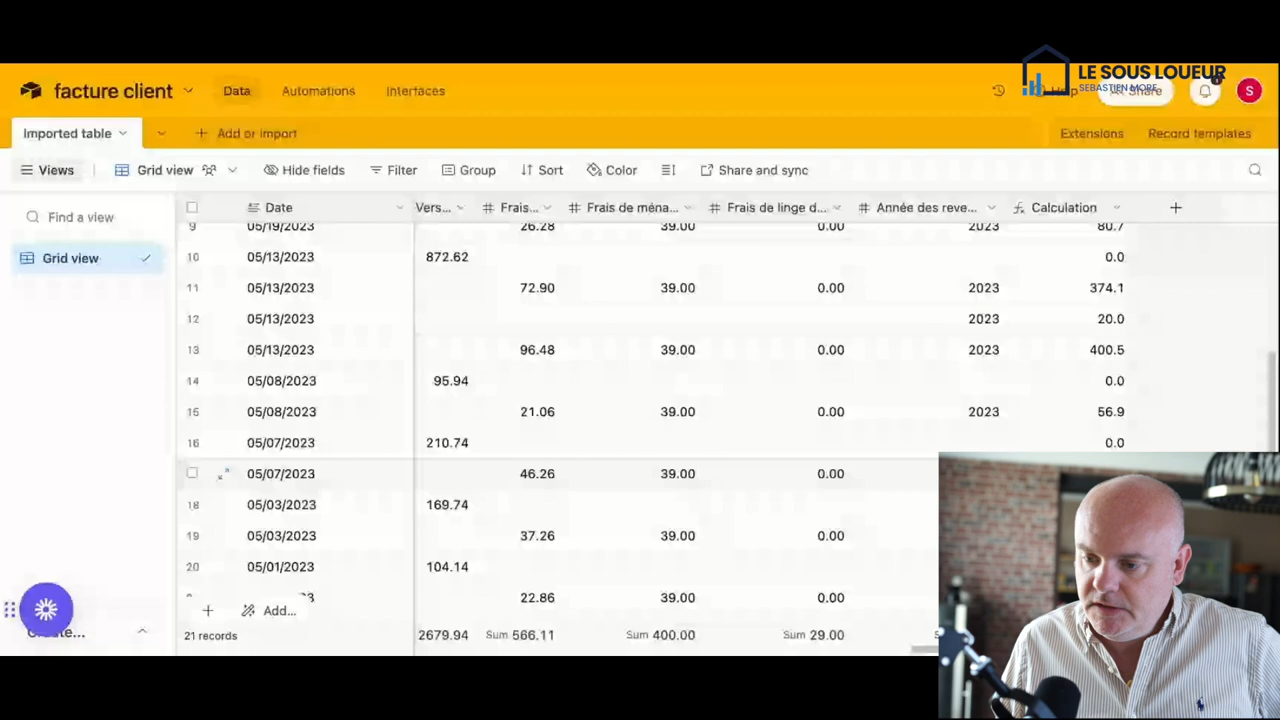 LE SOUS LOUEUR
SEBASTIEN MORE
facture client
Data
Automations
Interfaces
Help
Share
S
Imported table
Add or import
Extensions
Record templates
Views
Grid view
Hide fields
Filter
Group
Sort
Color
Share and sync
Find a view
Grid view
Date Vers... Frais... Frais de ména... Frais de linge d... Année des reve... Calculation
9 05/19/2023 26.28 39.00 0.00 2023 80.7
10 05/13/2023 872.62 0.0
11 05/13/2023 72.90 39.00 0.00 2023 374.1
12 05/13/2023 2023 20.0
13 05/13/2023 96.48 39.00 0.00 2023 400.5
14 05/08/2023 95.94 0.0
15 05/08/2023 21.06 39.00 0.00 2023 56.9
16 05/07/2023 210.74 0.0
05/07/2023 46.26 39.00 0.00
18 05/03/2023 169.74
19 05/03/2023 37.26 39.00 0.00
20 05/01/2023 104.14
22.86 39.00 0.00
+ Add...
21 records 2679.94 Sum 566.11 Sum 400.00 Sum 29.00